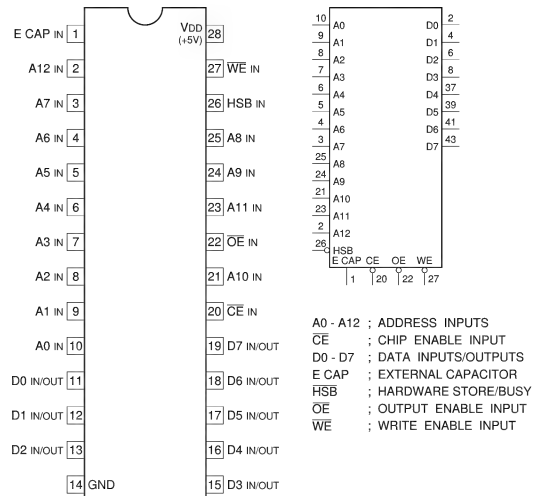 E CAP IN 1
A12 IN 2
A7 IN 3
A6 IN 4
A5 IN 5
A4 IN 6
A3 IN 7
A2 IN 8
A1 IN 9
A0 IN 10
D0 IN/OUT 11
D1 IN/OUT 12
D2 IN/OUT 13
14 GND
VDD 28
(+5V)
27 WE IN
26 HSB IN
25 A8 IN
24 A9 IN
23 A11 IN
22 OE IN
21 A10 IN
20 CE IN
19 D7 IN/OUT
18 D6 IN/OUT
17 D5 IN/OUT
16 D4 IN/OUT
15 D3 IN/OUT
10 A0 D0 2
9 A1 D1 4
8 A2 D2 6
7 A3 D3 8
6 A4 D4 37
5 A5 D5 39
4 A6 D6 41
3 A7 D7 43
25 A8
24 A9
21 A10
23 A11
2 A12
26 HSB
E CAP CE OE WE
1 20 22 27
A0 - A12 ; ADDRESS INPUTS
CE ; CHIP ENABLE INPUT
D0 - D7 ; DATA INPUTS/OUTPUTS
E CAP ; EXTERNAL CAPACITOR
HSB ; HARDWARE STORE/BUSY
OE ; OUTPUT ENABLE INPUT
WE ; WRITE ENABLE INPUT